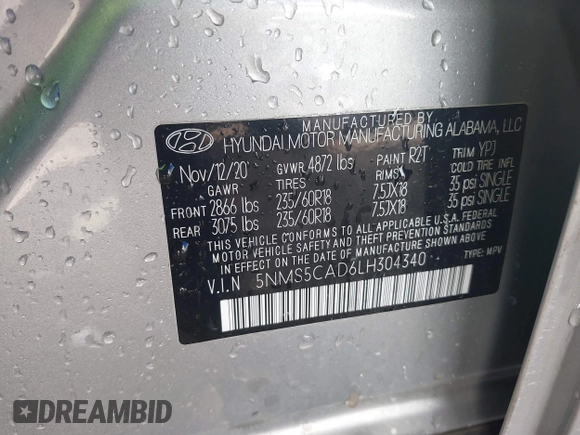 MANUFACTURED BY
HYUNDAI MOTOR MANUFACTURING ALABAMA, LLC
Nov/12/20 GVWR 4872 lbs PAINT R2T TRIM YPJ
GAWR TIRES RIMS COLD TIRE INFL
FRONT 2866 lbs 235/60R18 7.5JX18 35 psi SINGLE
REAR 3075 lbs 235/60R18 7.5JX18 35 psi SINGLE
THIS VEHICLE CONFORMS TO ALL APPLICABLE U.S.A. FEDERAL
MOTOR VEHICLE SAFETY AND THEFT PREVENTION STANDARDS
IN EFFECT ON THE DATE OF MANUFACTURE SHOWN ABOVE.
V.I.N 5NMS5CAD6LH304340 TYPE: MPV
DREAMBID